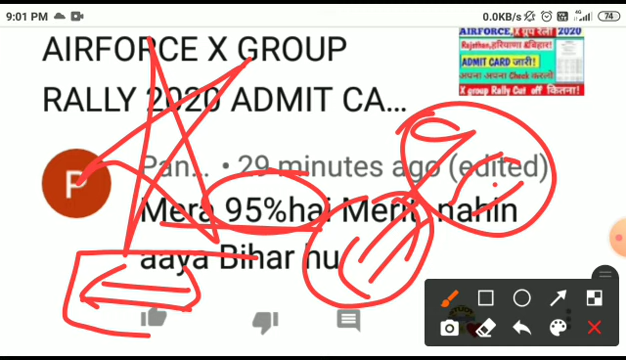 9:01 PM
0.0KB/s
74
AIRFORCE X GROUP
RALLY 2020 ADMIT CA...
AIRFORCE,X ग्रुप रैली 2020
Rajsthan,हरियाणा &बिहार!
ADMIT CARD जारी!
अपना अपना Check करलो
X group Rally Cut off कितना!
P
Pan... • 29 minutes ago (edited)
Mera 95%hai Merit nahin
aaya Bihar hu